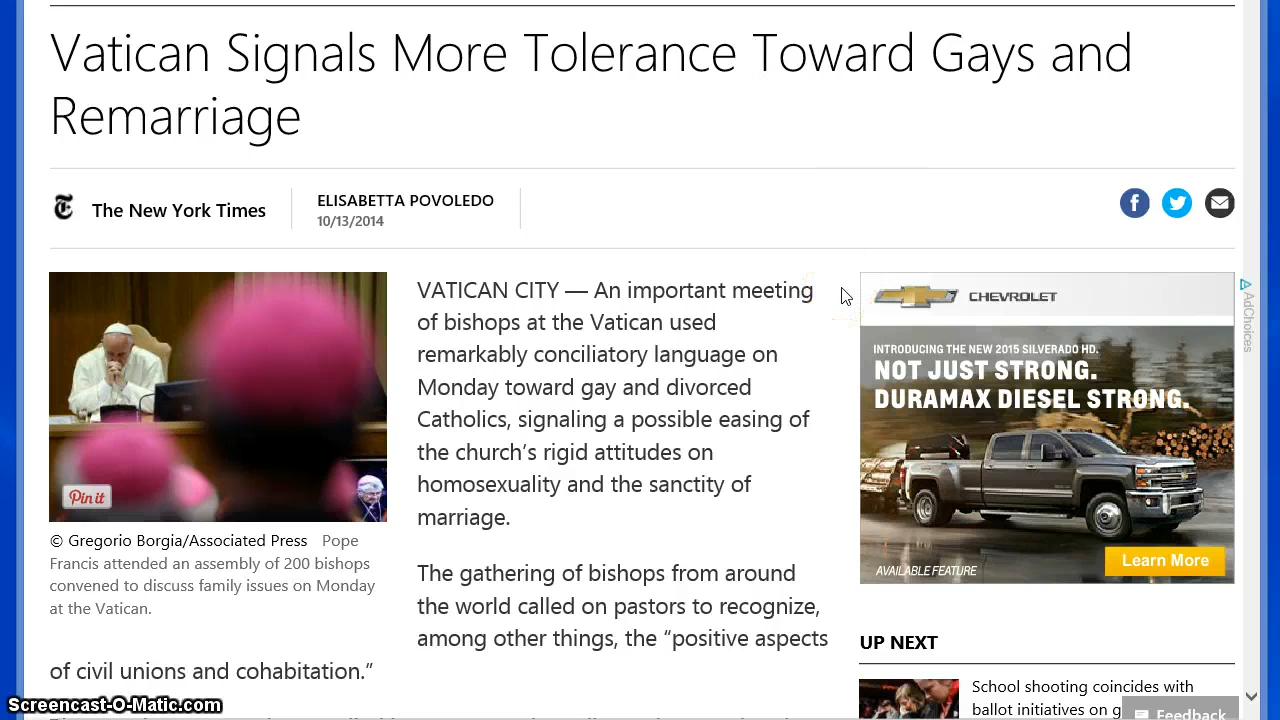 Vatican Signals More Tolerance Toward Gays and
Remarriage
The New York Times
ELISABETTA POVOLEDO
10/13/2014
Pin it
© Gregorio Borgia/Associated Press Pope
Francis attended an assembly of 200 bishops
convened to discuss family issues on Monday
at the Vatican.
VATICAN CITY — An important meeting
of bishops at the Vatican used
remarkably conciliatory language on
Monday toward gay and divorced
Catholics, signaling a possible easing of
the church’s rigid attitudes on
homosexuality and the sanctity of
marriage.
The gathering of bishops from around
the world called on pastors to recognize,
among other things, the “positive aspects
of civil unions and cohabitation.”
CHEVROLET
INTRODUCING THE NEW 2015 SILVERADO HD.
NOT JUST STRONG.
DURAMAX DIESEL STRONG.
AVAILABLE FEATURE
Learn More
AdChoices
UP NEXT
School shooting coincides with
ballot initiatives on g
Feedback
Screencast-O-Matic.com